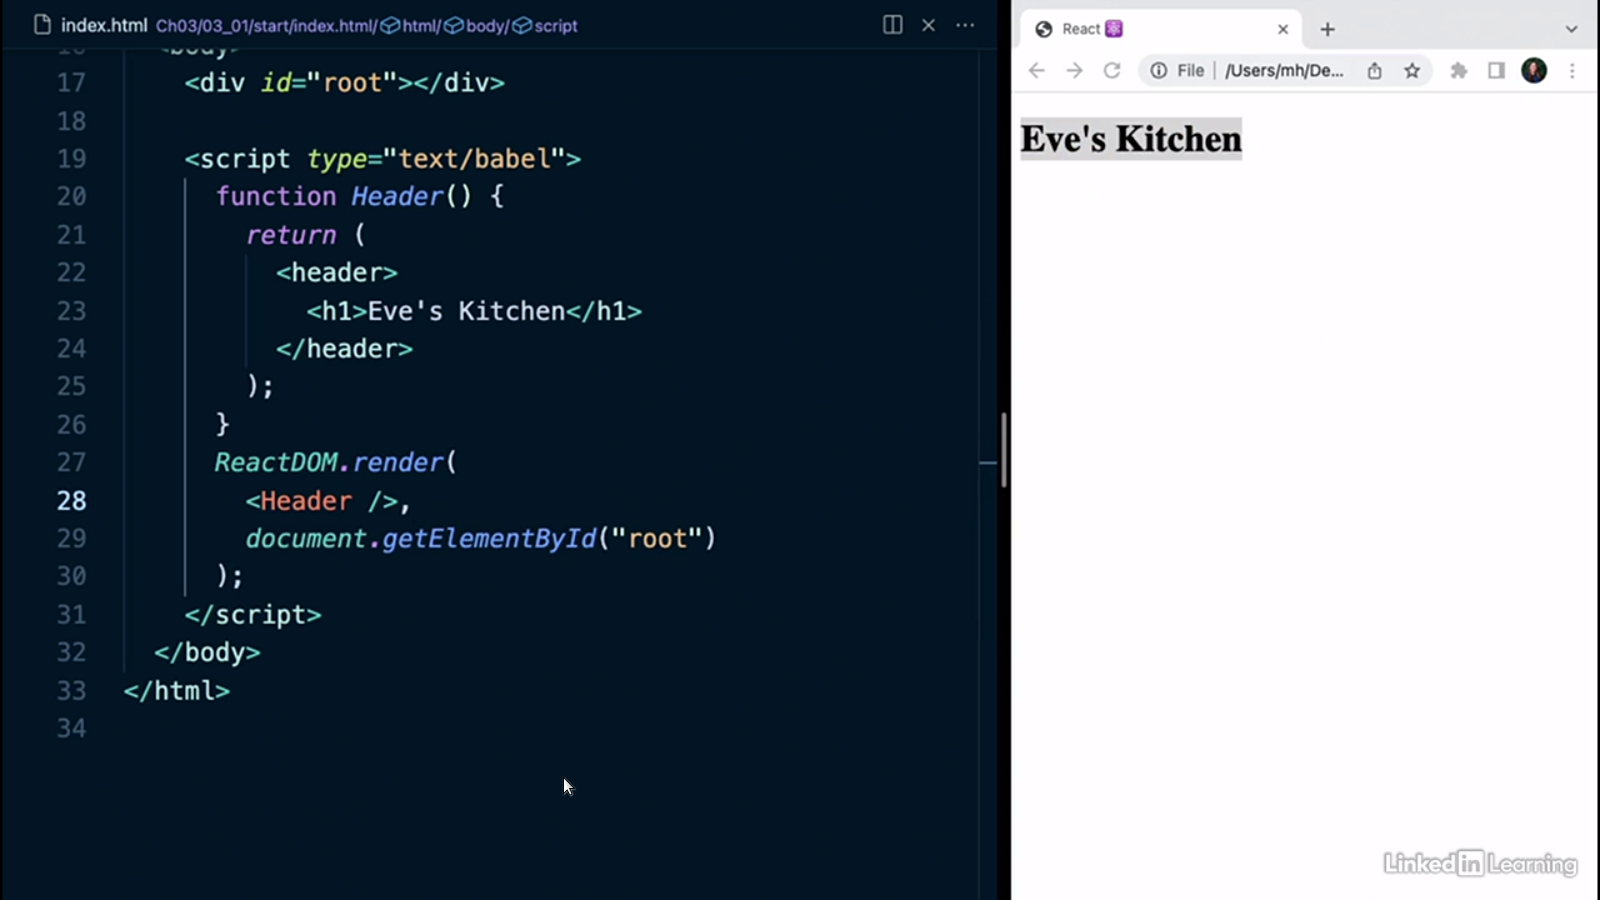 index.html Ch03/03_01/start/index.html/html/body/script
16 <body>
17 <div id="root"></div>
18
19 <script type="text/babel">
20 function Header() {
21 return (
22 <header>
23 <h1>Eve's Kitchen</h1>
24 </header>
25 );
26 }
27 ReactDOM.render(
28 <Header />,
29 document.getElementById("root")
30 );
31 </script>
32 </body>
33 </html>
34
React
File /Users/mh/De...
Eve's Kitchen
LinkedIn Learning